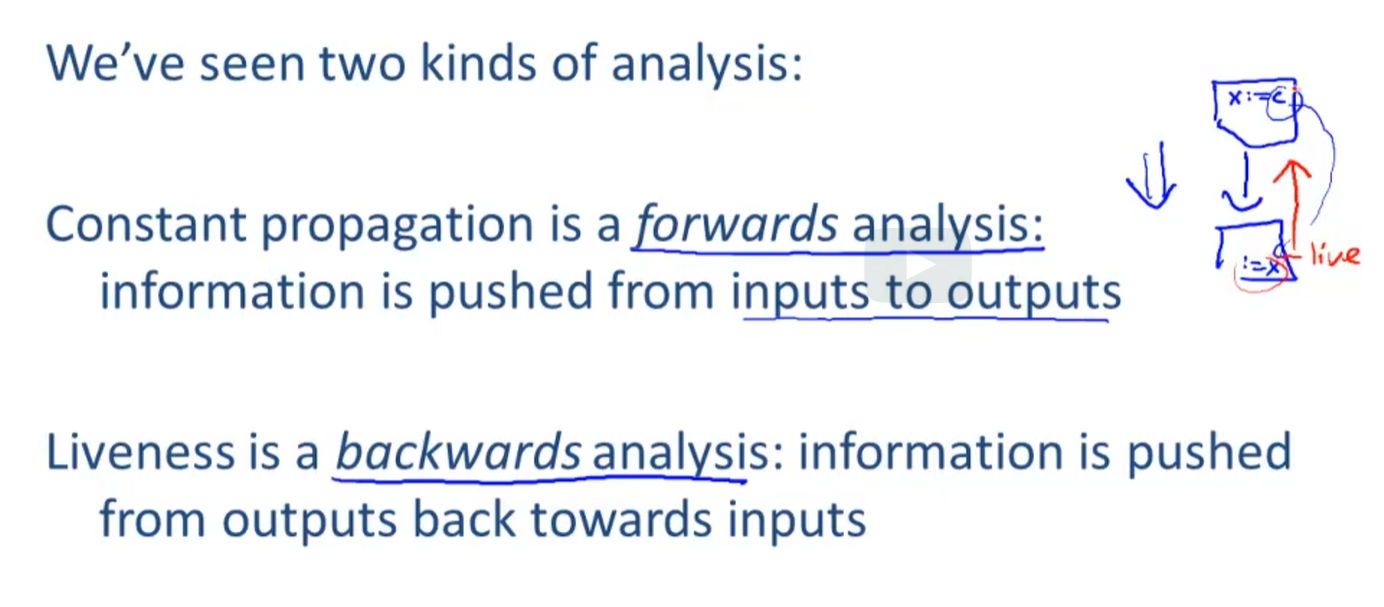 We've seen two kinds of analysis:
x:=c
Constant propagation is a forwards analysis:
information is pushed from inputs to outputs
:=x
live
Liveness is a backwards analysis: information is pushed
from outputs back towards inputs